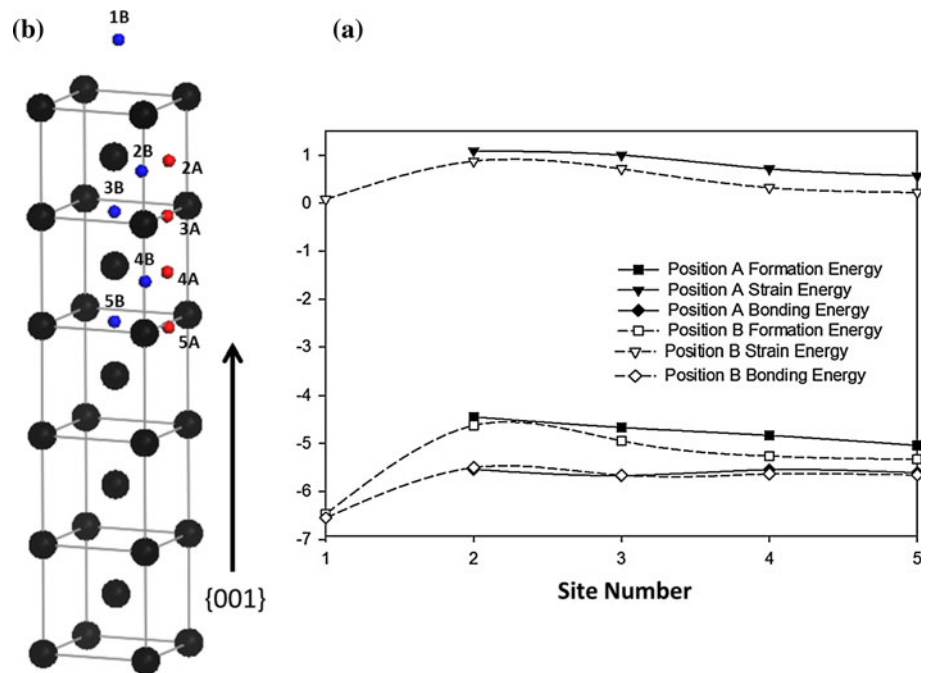 (b)
1B
2B
2A
3B
3A
4B
4A
5B
5A
{001}
(a)
1
0
-1
-2
-3
-4
-5
-6
-7
Position A Formation Energy
Position A Strain Energy
Position A Bonding Energy
Position B Formation Energy
Position B Strain Energy
Position B Bonding Energy
1 2 3 4 5
Site Number